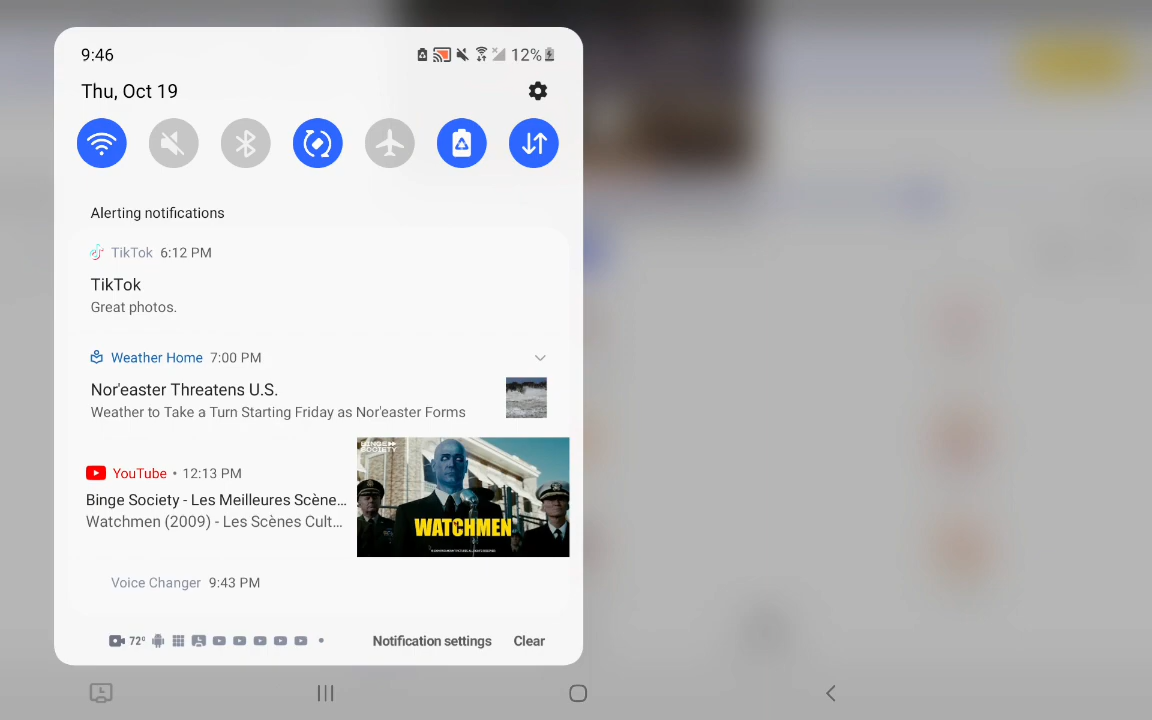 9:46
12%
Thu, Oct 19
Alerting notifications
TikTok 6:12 PM
TikTok
Great photos.
Weather Home 7:00 PM
Nor'easter Threatens U.S.
Weather to Take a Turn Starting Friday as Nor'easter Forms
BINGE
SOCIETY
YouTube • 12:13 PM
Binge Society - Les Meilleures Scène...
Watchmen (2009) - Les Scènes Cult...
WATCHMEN
Voice Changer 9:43 PM
72°
Notification settings
Clear